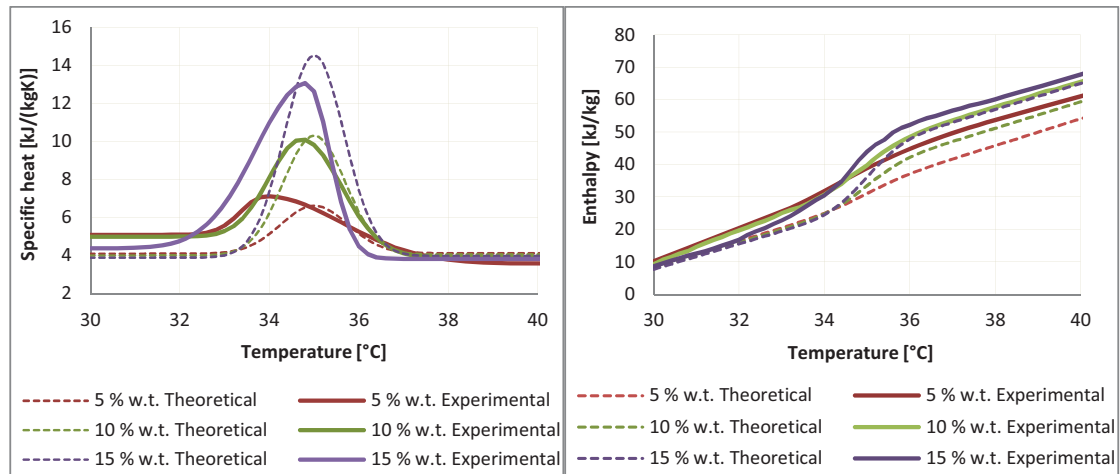 Specific heat [kJ/(kgK)]
16
14
12
10
8
6
4
2
30 32 34 36 38 40
Temperature [°C]
5 % w.t. Theoretical 5 % w.t. Experimental
10 % w.t. Theoretical 10 % w.t. Experimental
15 % w.t. Theoretical 15 % w.t. Experimental
Enthalpy [kJ/kg]
80
70
60
50
40
30
20
10
0
30 32 34 36 38 40
Temperature [°C]
5 % w.t. Theoretical 5 % w.t. Experimental
10 % w.t. Theoretical 10 % w.t. Experimental
15 % w.t. Theoretical 15 % w.t. Experimental